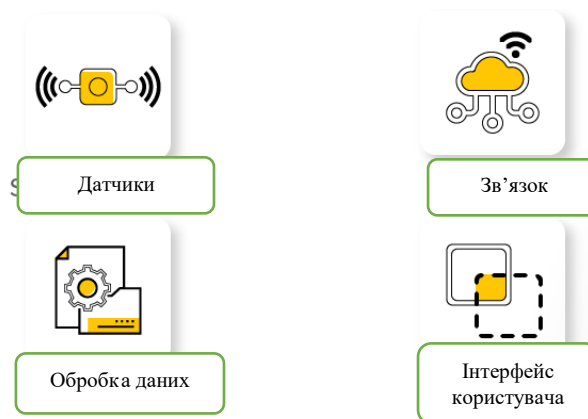 Датчики
Зв’язок
Обробка даних
Інтерфейс
користувача